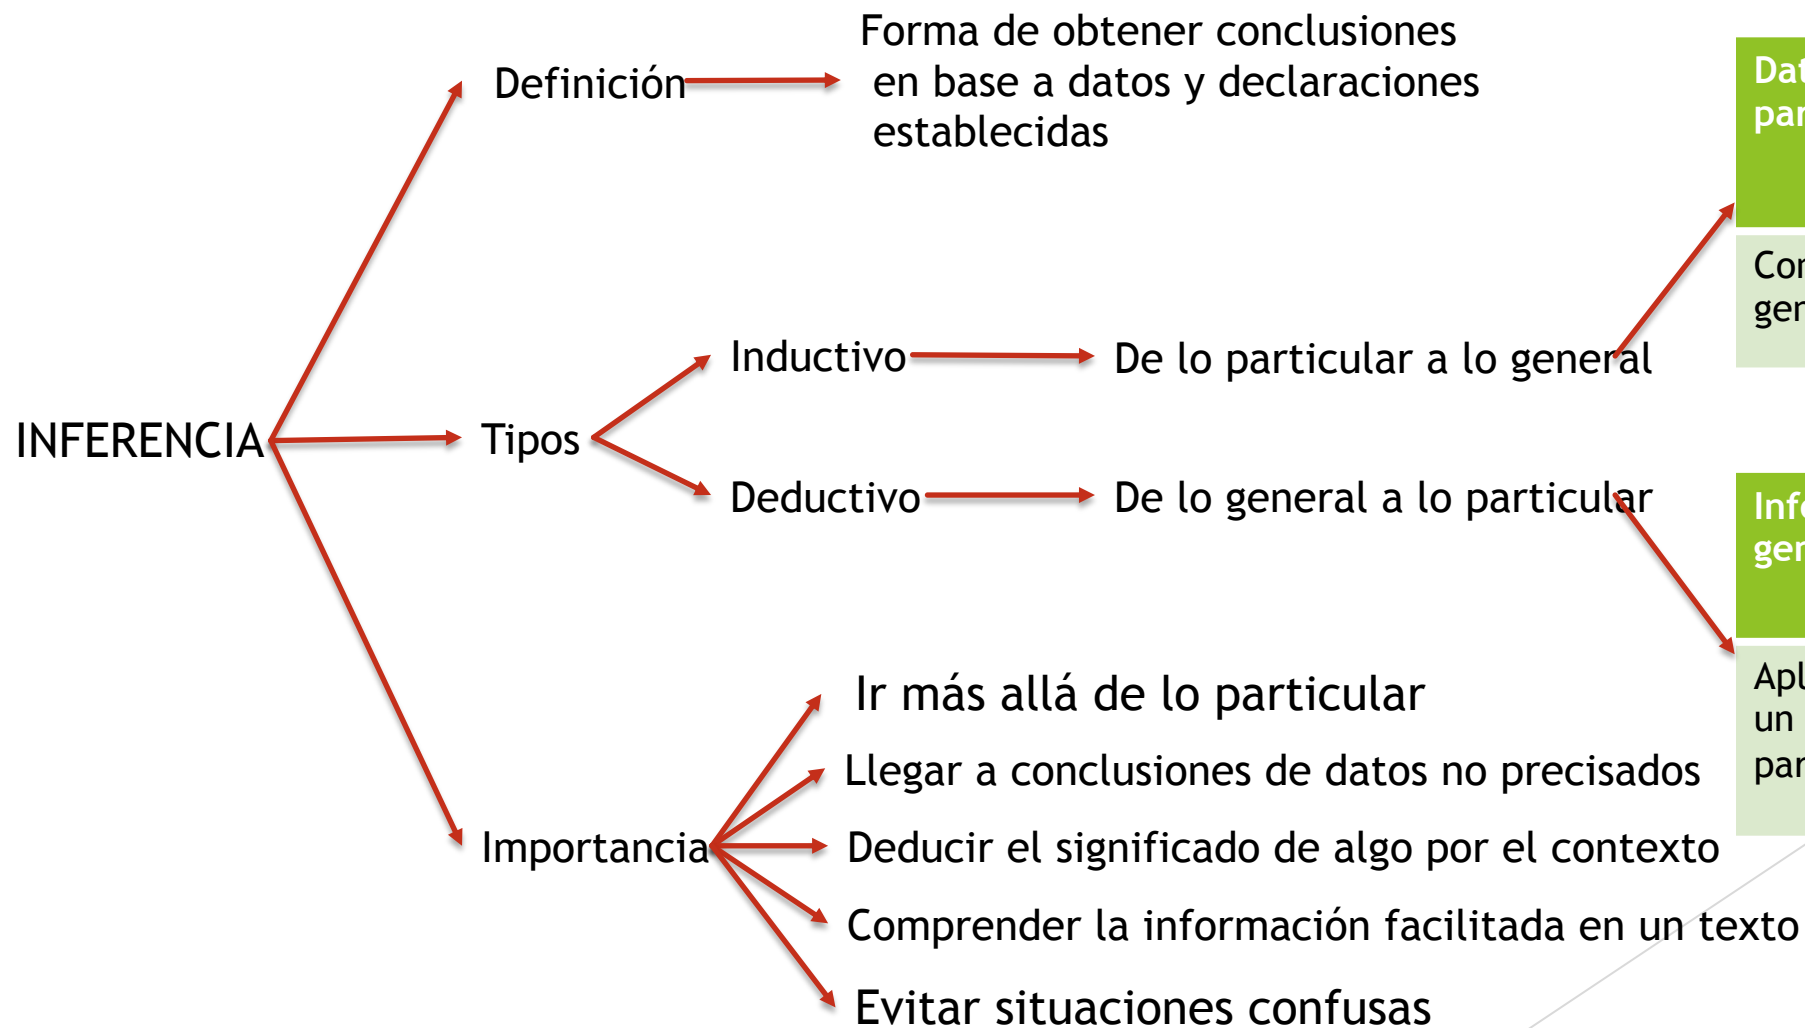 Forma de obtener conclusiones
en base a datos y declaraciones
establecidas
Definición
Inductivo
De lo particular a lo general
INFERENCIA
Tipos
Deductivo
De lo general a lo particular
Ir más allá de lo particular
Llegar a conclusiones de datos no precisados
Importancia
Deducir el significado de algo por el contexto
Comprender la información facilitada en un texto
Evitar situaciones confusas
un